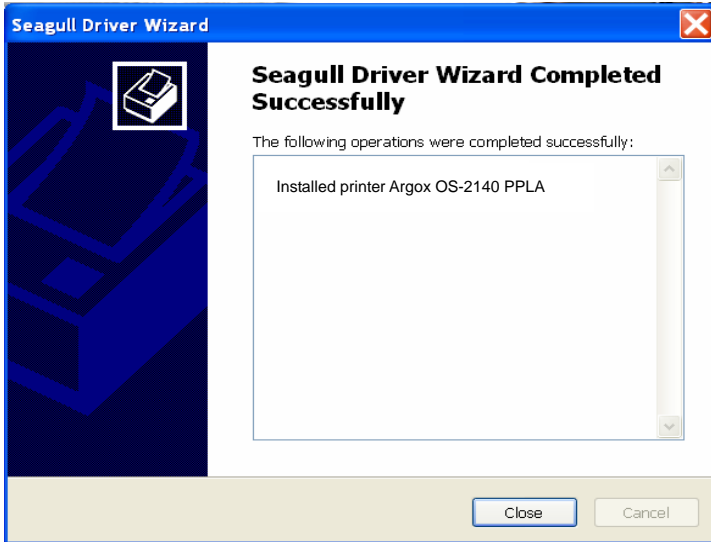 Seagull Driver Wizard
Seagull Driver Wizard Completed
Successfully
The following operations were completed successfully:
Installed printer Argox OS-2140 PPLA
Close
Cancel